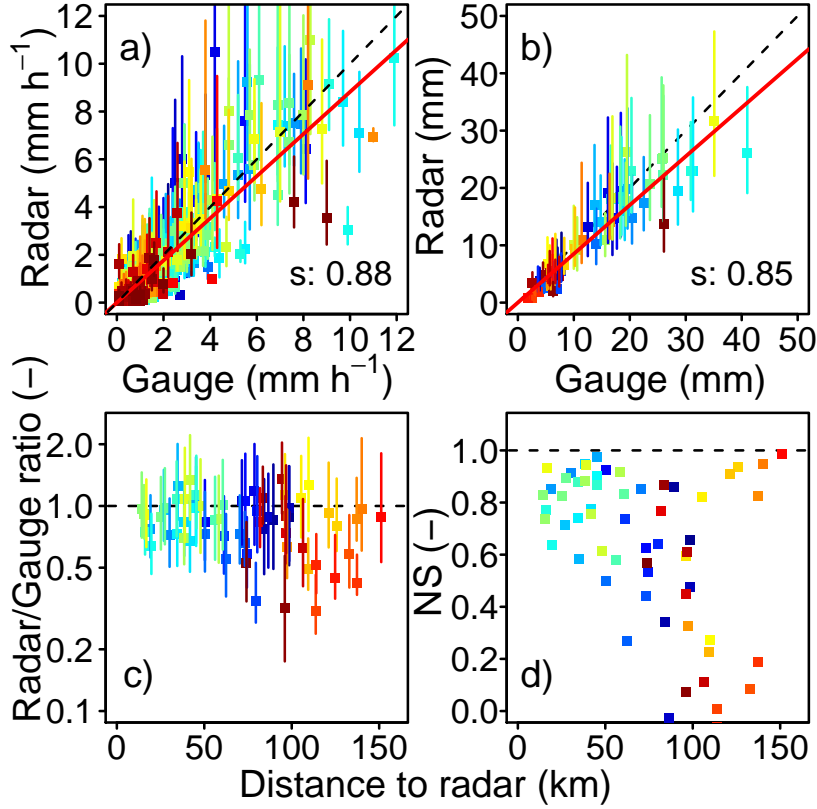 a)
Radar (mm h⁻¹)
12
10
8
6
4
2
0
s: 0.88
0 2 4 6 8 10 12
Gauge (mm h⁻¹)
b)
Radar (mm)
50
40
30
20
10
0
s: 0.85
0 10 20 30 40 50
Gauge (mm)
Radar/Gauge ratio (−)
2.0
1.0
0.5
0.2
0.1
c)
0 50 100 150
NS (−)
1.0
0.8
0.6
0.4
0.2
0.0
d)
0 50 100 150
Distance to radar (km)